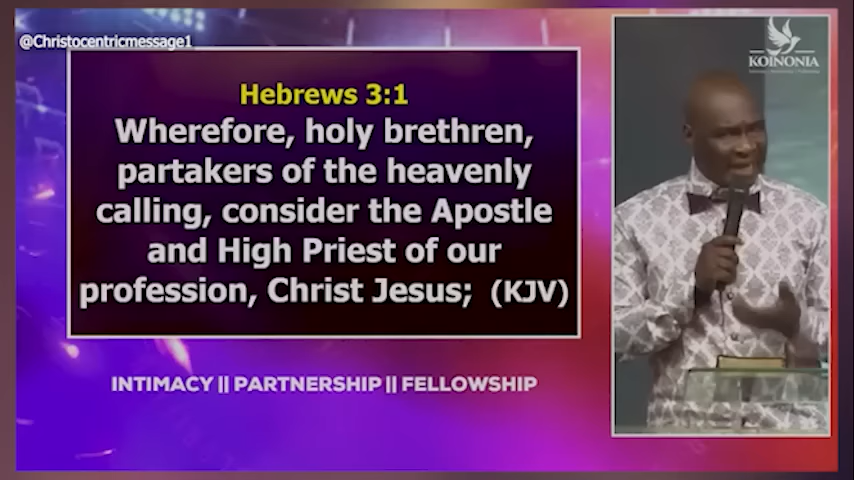 @Christocentricmessage1
Hebrews 3:1
Wherefore, holy brethren,
partakers of the heavenly
calling, consider the Apostle
and High Priest of our
profession, Christ Jesus; (KJV)
INTIMACY || PARTNERSHIP || FELLOWSHIP
KOINONIA